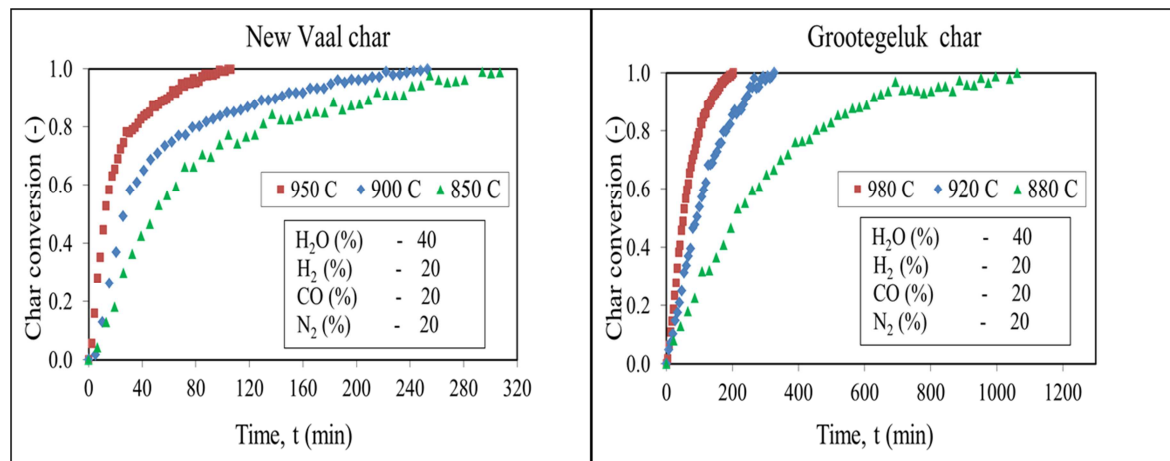 New Vaal char
Char conversion (-)
1.0
0.8
0.6
0.4
0.2
0.0
950 C 900 C 850 C
H₂O (%) - 40
H₂ (%) - 20
CO (%) - 20
N₂ (%) - 20
0 40 80 120 160 200 240 280 320
Time, t (min)
Grootegeluk char
Char conversion (-)
1.0
0.8
0.6
0.4
0.2
0.0
980 C 920 C 880 C
H₂O (%) - 40
H₂ (%) - 20
CO (%) - 20
N₂ (%) - 20
0 200 400 600 800 1000 1200
Time, t (min)